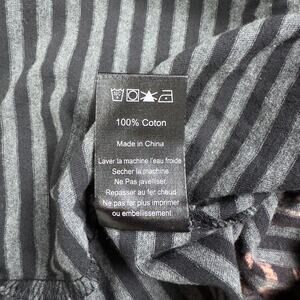 100% Coton
Made in China
Laver la machine l'eau froide
Secher la machine.
Ne Pas javelliser.
Repasser au fer chaud
Ne pas fer plus imprimer
ou embellissement.